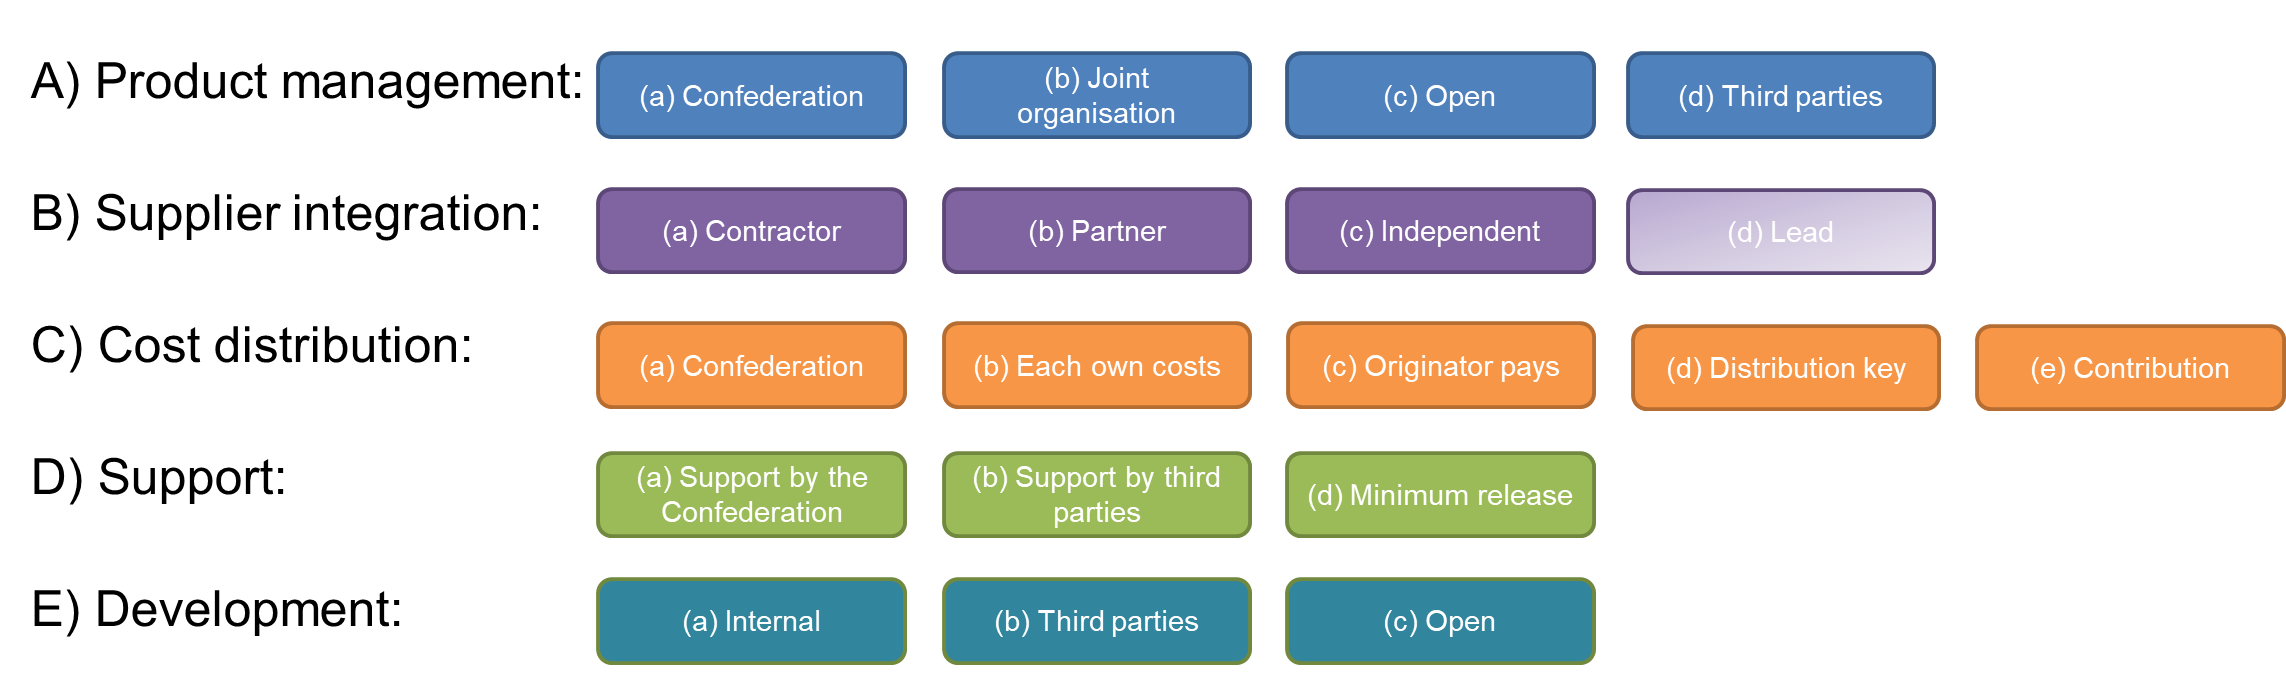 A) Product management:
(a) Confederation
(b) Joint
organisation
(c) Open
(d) Third parties
B) Supplier integration:
(a) Contractor
(b) Partner
(c) Independent
(d) Lead
C) Cost distribution:
(a) Confederation
(b) Each own costs
(c) Originator pays
(d) Distribution key
(e) Contribution
D) Support:
(a) Support by the
Confederation
(b) Support by third
parties
(d) Minimum release
E) Development:
(a) Internal
(b) Third parties
(c) Open